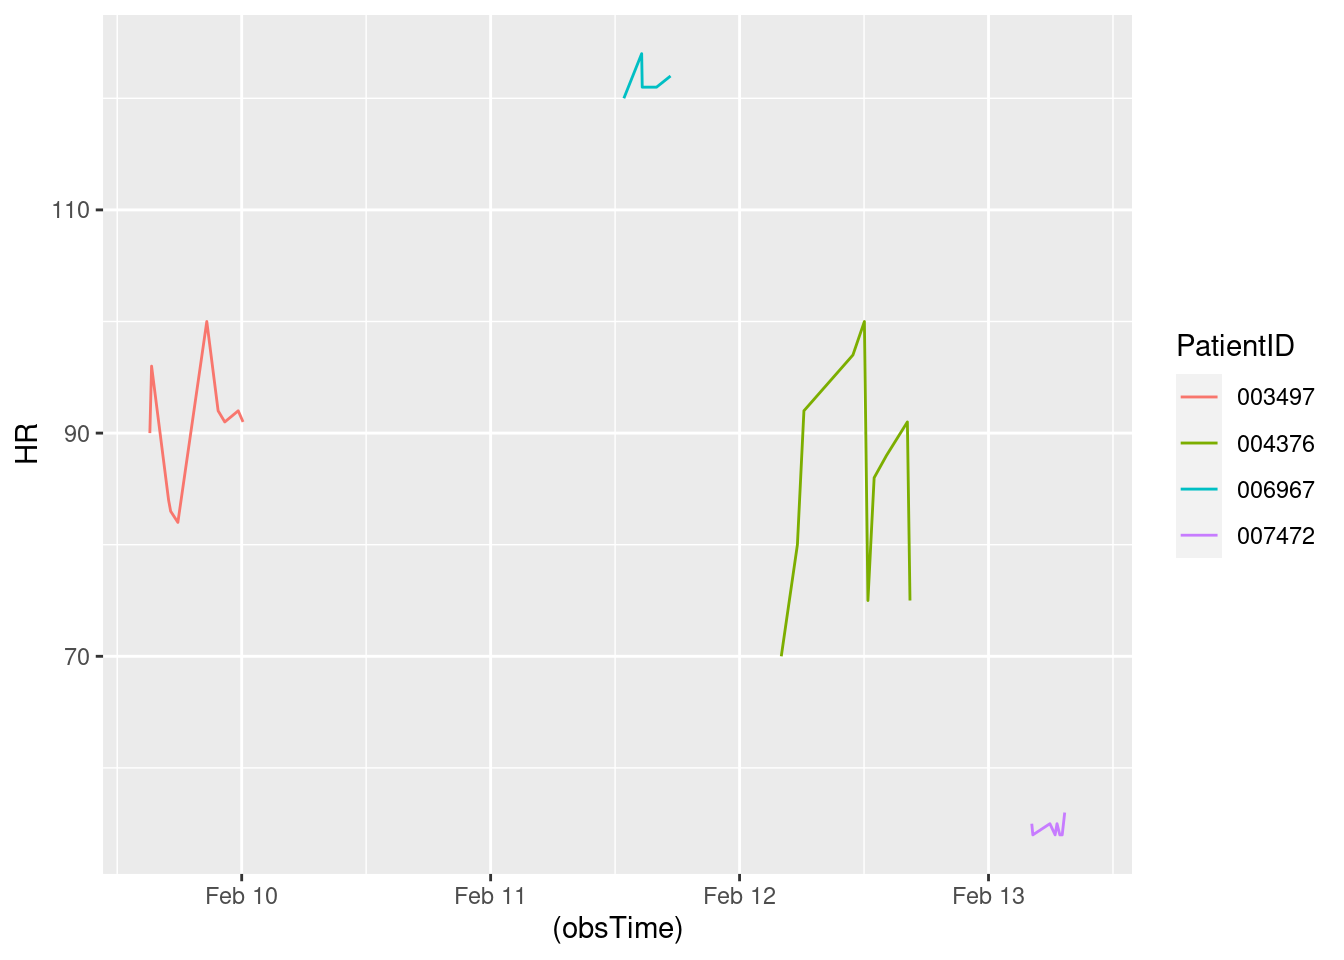 110
90
70
HR
Feb 10
Feb 11
Feb 12
Feb 13
(obsTime)
PatientID
003497
004376
006967
007472